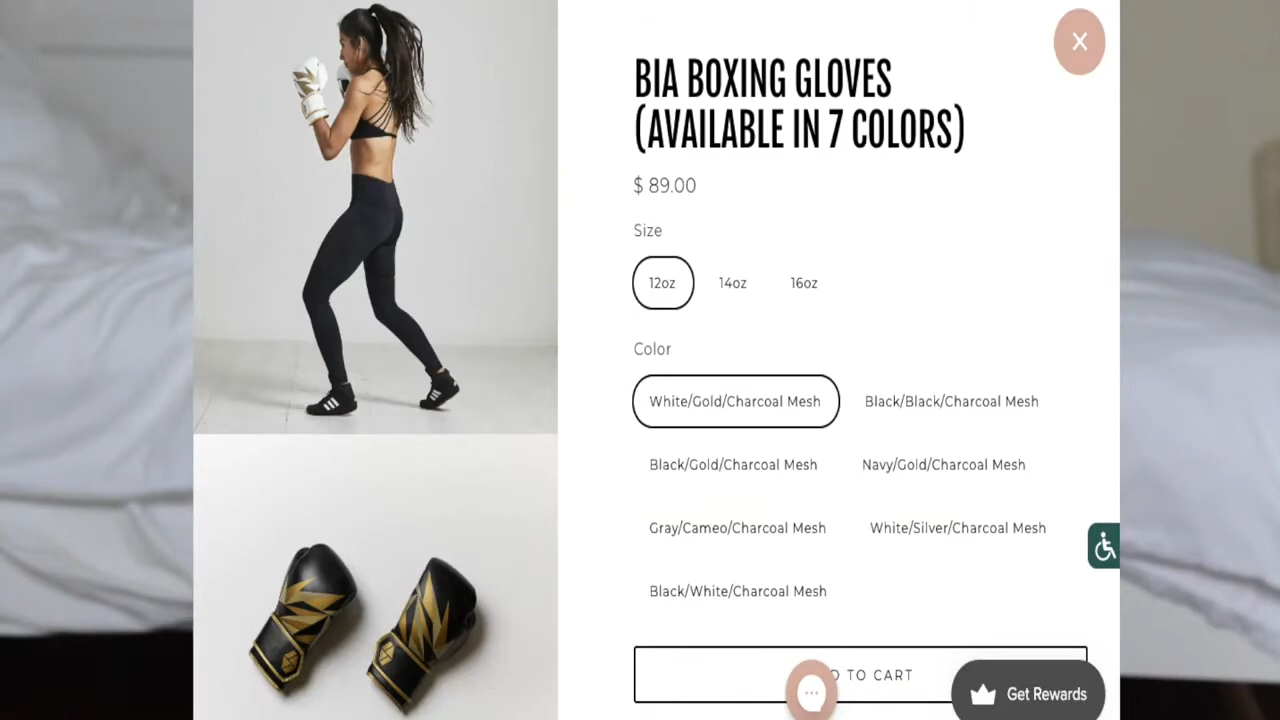 BIA BOXING GLOVES
(AVAILABLE IN 7 COLORS)
$ 89.00
Size
12oz 14oz 16oz
Color
White/Gold/Charcoal Mesh Black/Black/Charcoal Mesh
Black/Gold/Charcoal Mesh Navy/Gold/Charcoal Mesh
Gray/Cameo/Charcoal Mesh White/Silver/Charcoal Mesh
Black/White/Charcoal Mesh
TO CART
Get Rewards